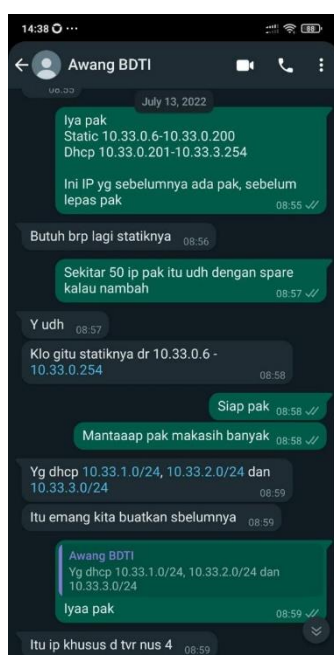 14:38
88
Awang BDTI
08:55
July 13, 2022
Iya pak
Static 10.33.0.6-10.33.0.200
Dhcp 10.33.0.201-10.33.3.254
Ini IP yg sebelumnya ada pak, sebelum
lepas pak
08:55
Butuh brp lagi statiknya 08:56
Sekitar 50 ip pak itu udh dengan spare
kalau nambah
08:57
Y udh 08:57
Klo gitu statiknya dr 10.33.0.6 -
10.33.0.254
08:58
Siap pak 08:58
Mantaaap pak makasih banyak 08:58
Yg dhcp 10.33.1.0/24, 10.33.2.0/24 dan
10.33.3.0/24
08:59
Itu emang kita buatkan sbelumnya 08:59
Awang BDTI
Yg dhcp 10.33.1.0/24, 10.33.2.0/24 dan
10.33.3.0/24
Iyaa pak
08:59
Itu ip khusus d tvr nus 4 08:59